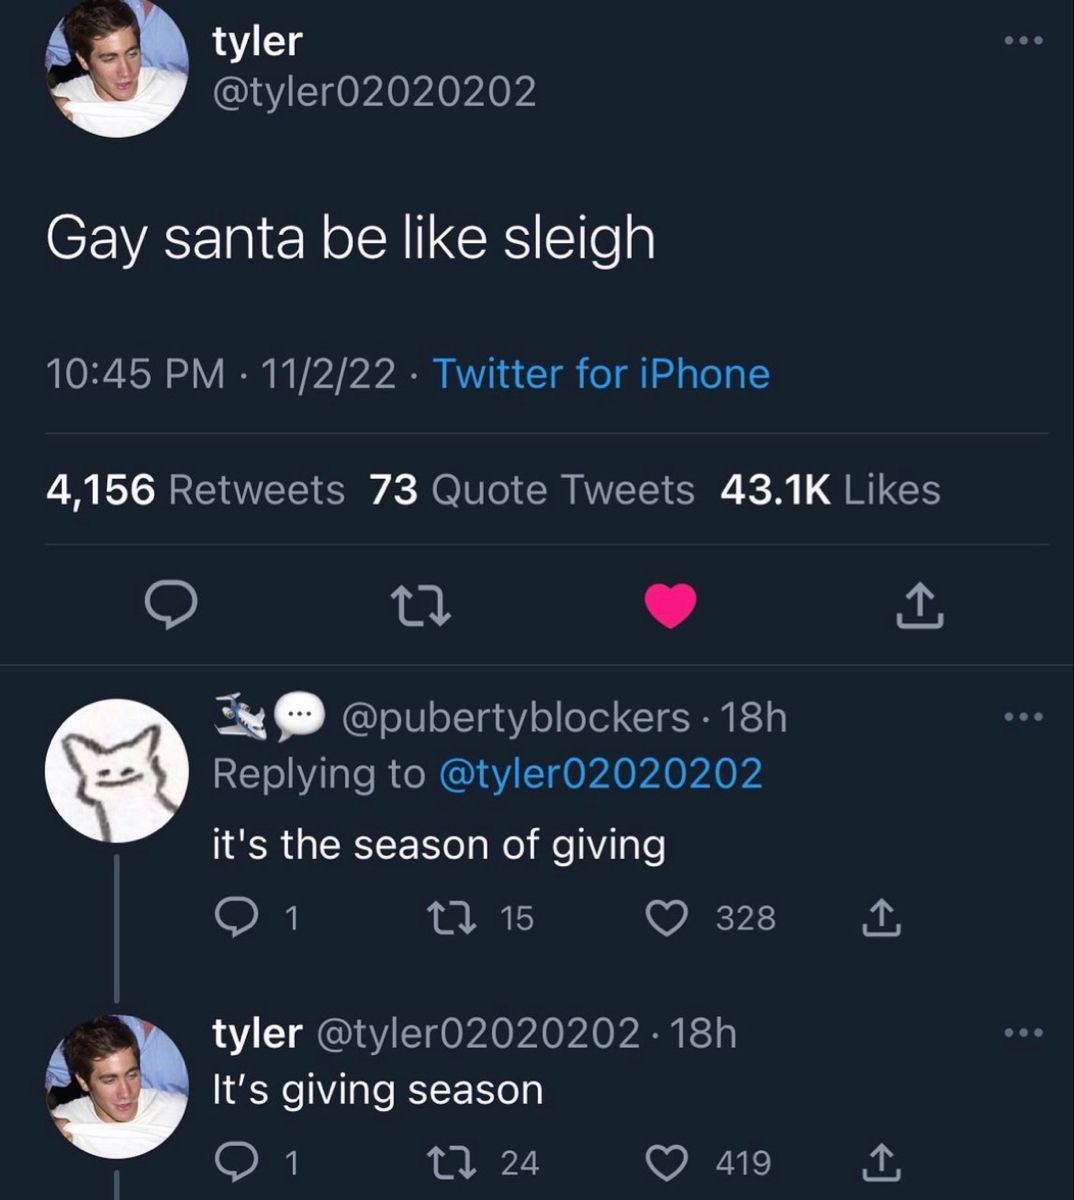 tyler
@tyler02020202
Gay santa be like sleigh
10:45 PM · 11/2/22 · Twitter for iPhone
4,156 Retweets 73 Quote Tweets 43.1K Likes
@pubertyblockers · 18h
Replying to @tyler02020202
it's the season of giving
1 15 328
tyler @tyler02020202 · 18h
It’s giving season
1 24 419